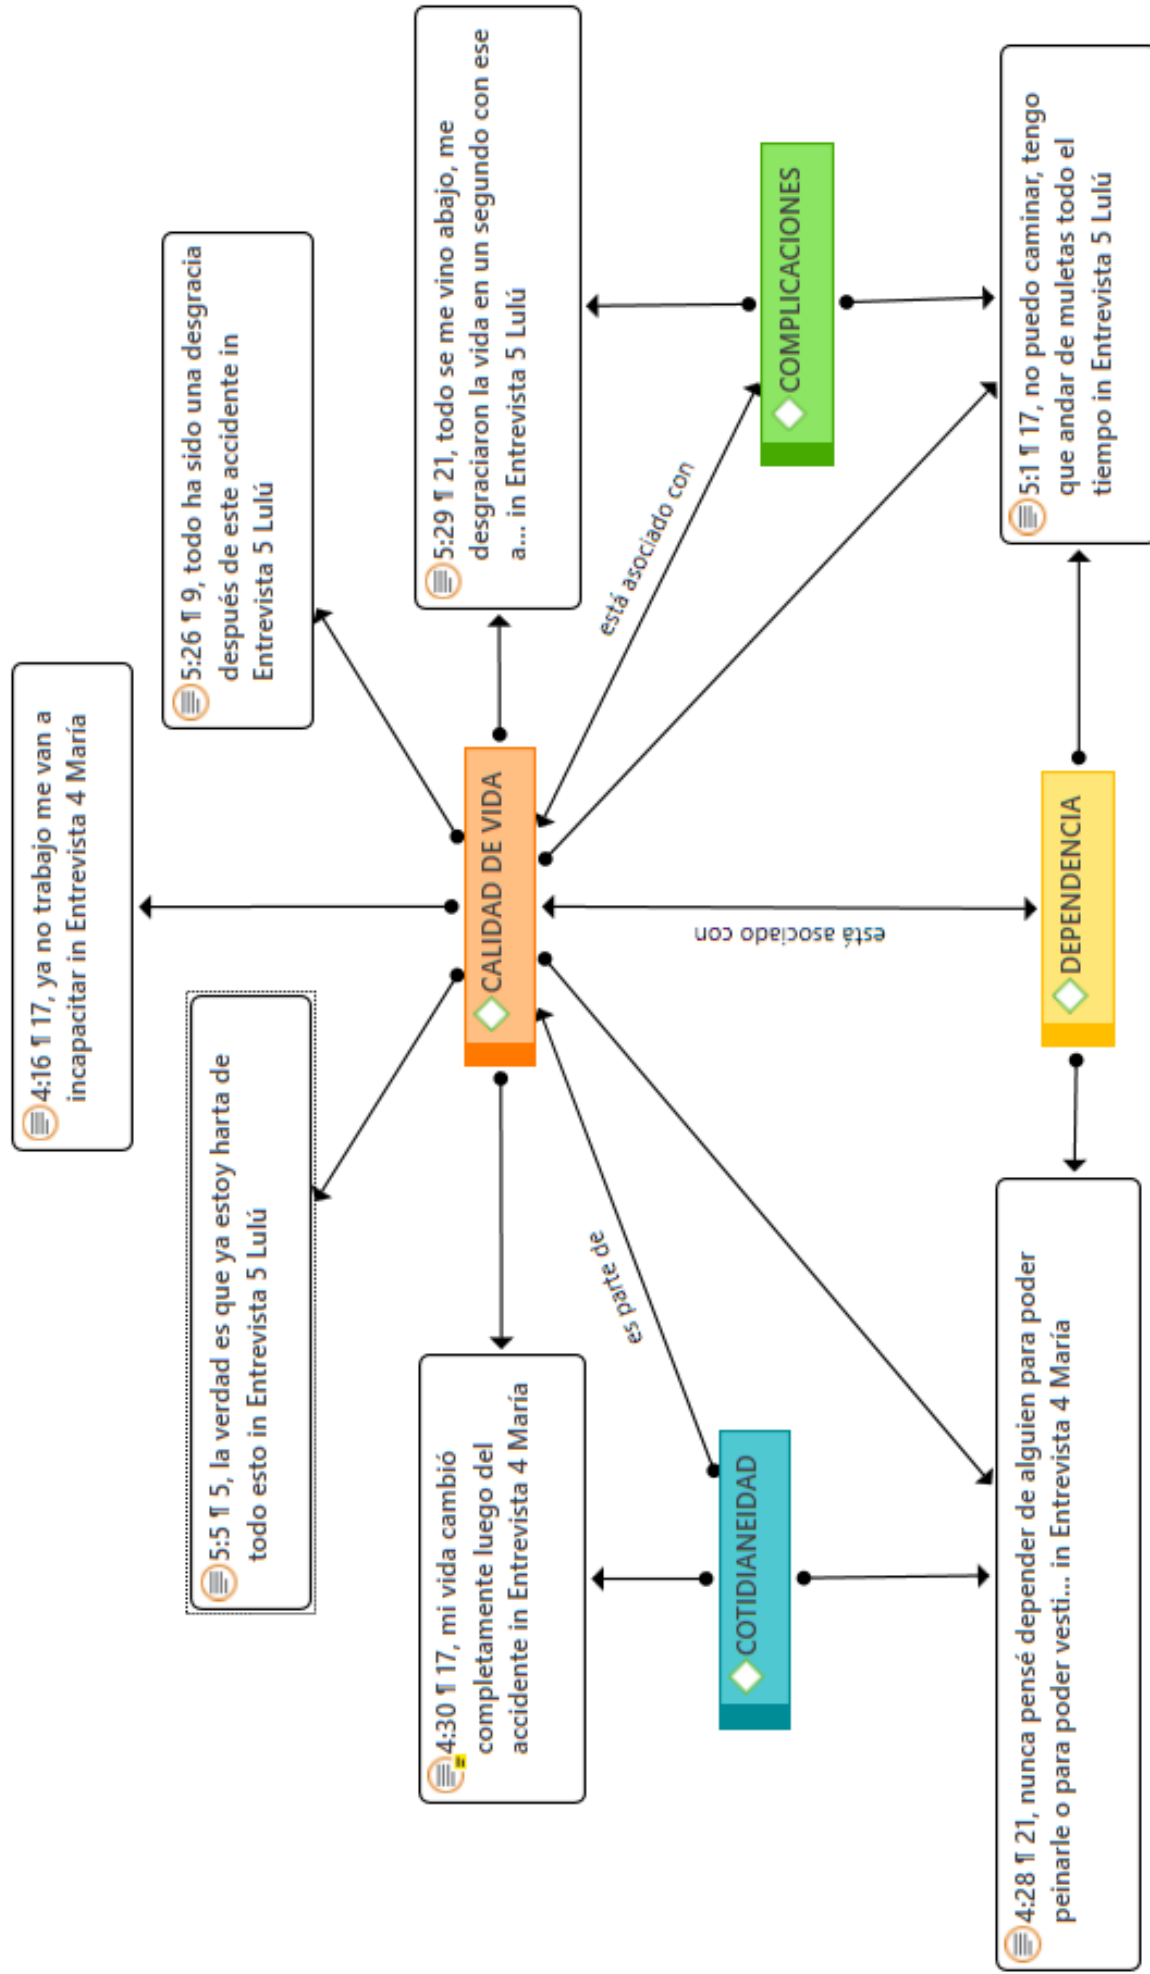 4:16 ¶ 17, ya no trabajo me van a
incapacitar in Entrevista 4 María
5:5 ¶ 5, la verdad es que ya estoy harta de
todo esto in Entrevista 5 Lulú
5:26 ¶ 9, todo ha sido una desgracia
después de este accidente in
Entrevista 5 Lulú
4:30 ¶ 17, mi vida cambió
completamente luego del
accidente in Entrevista 4 María
CALIDAD DE VIDA
5:29 ¶ 21, todo se me vino abajo, me
desgraciaron la vida en un segundo con ese
a... in Entrevista 5 Lulú
es parte de
está asociado con
está asociado con
COTIDIANEIDAD
COMPLICACIONES
4:28 ¶ 21, nunca pensé depender de alguien para poder
peinarle o para poder vesti... in Entrevista 4 María
DEPENDENCIA
5:1 ¶ 17, no puedo caminar, tengo
que andar de muletas todo el
tiempo in Entrevista 5 Lulú